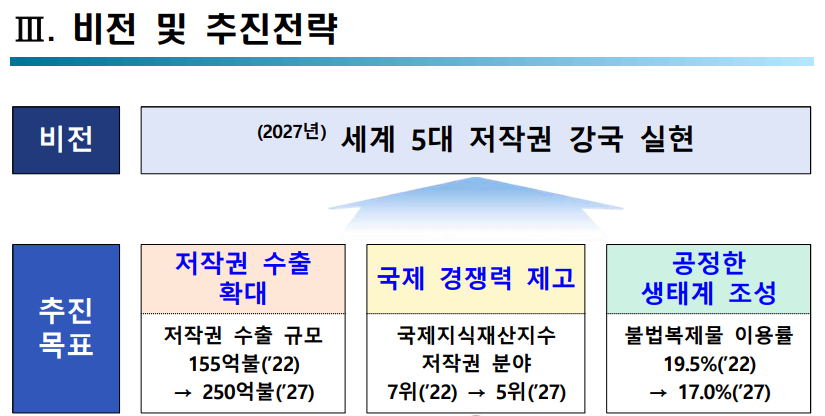 Ⅲ. 비전 및 추진전략
비전
(2027년) 세계 5대 저작권 강국 실현
추진
목표
저작권 수출
확대
저작권 수출 규모
155억불(’22)
→ 250억불(’27)
국제 경쟁력 제고
국제지식재산지수
저작권 분야
7위(’22) → 5위(’27)
공정한
생태계 조성
불법복제물 이용률
19.5%(’22)
→ 17.0%(’27)